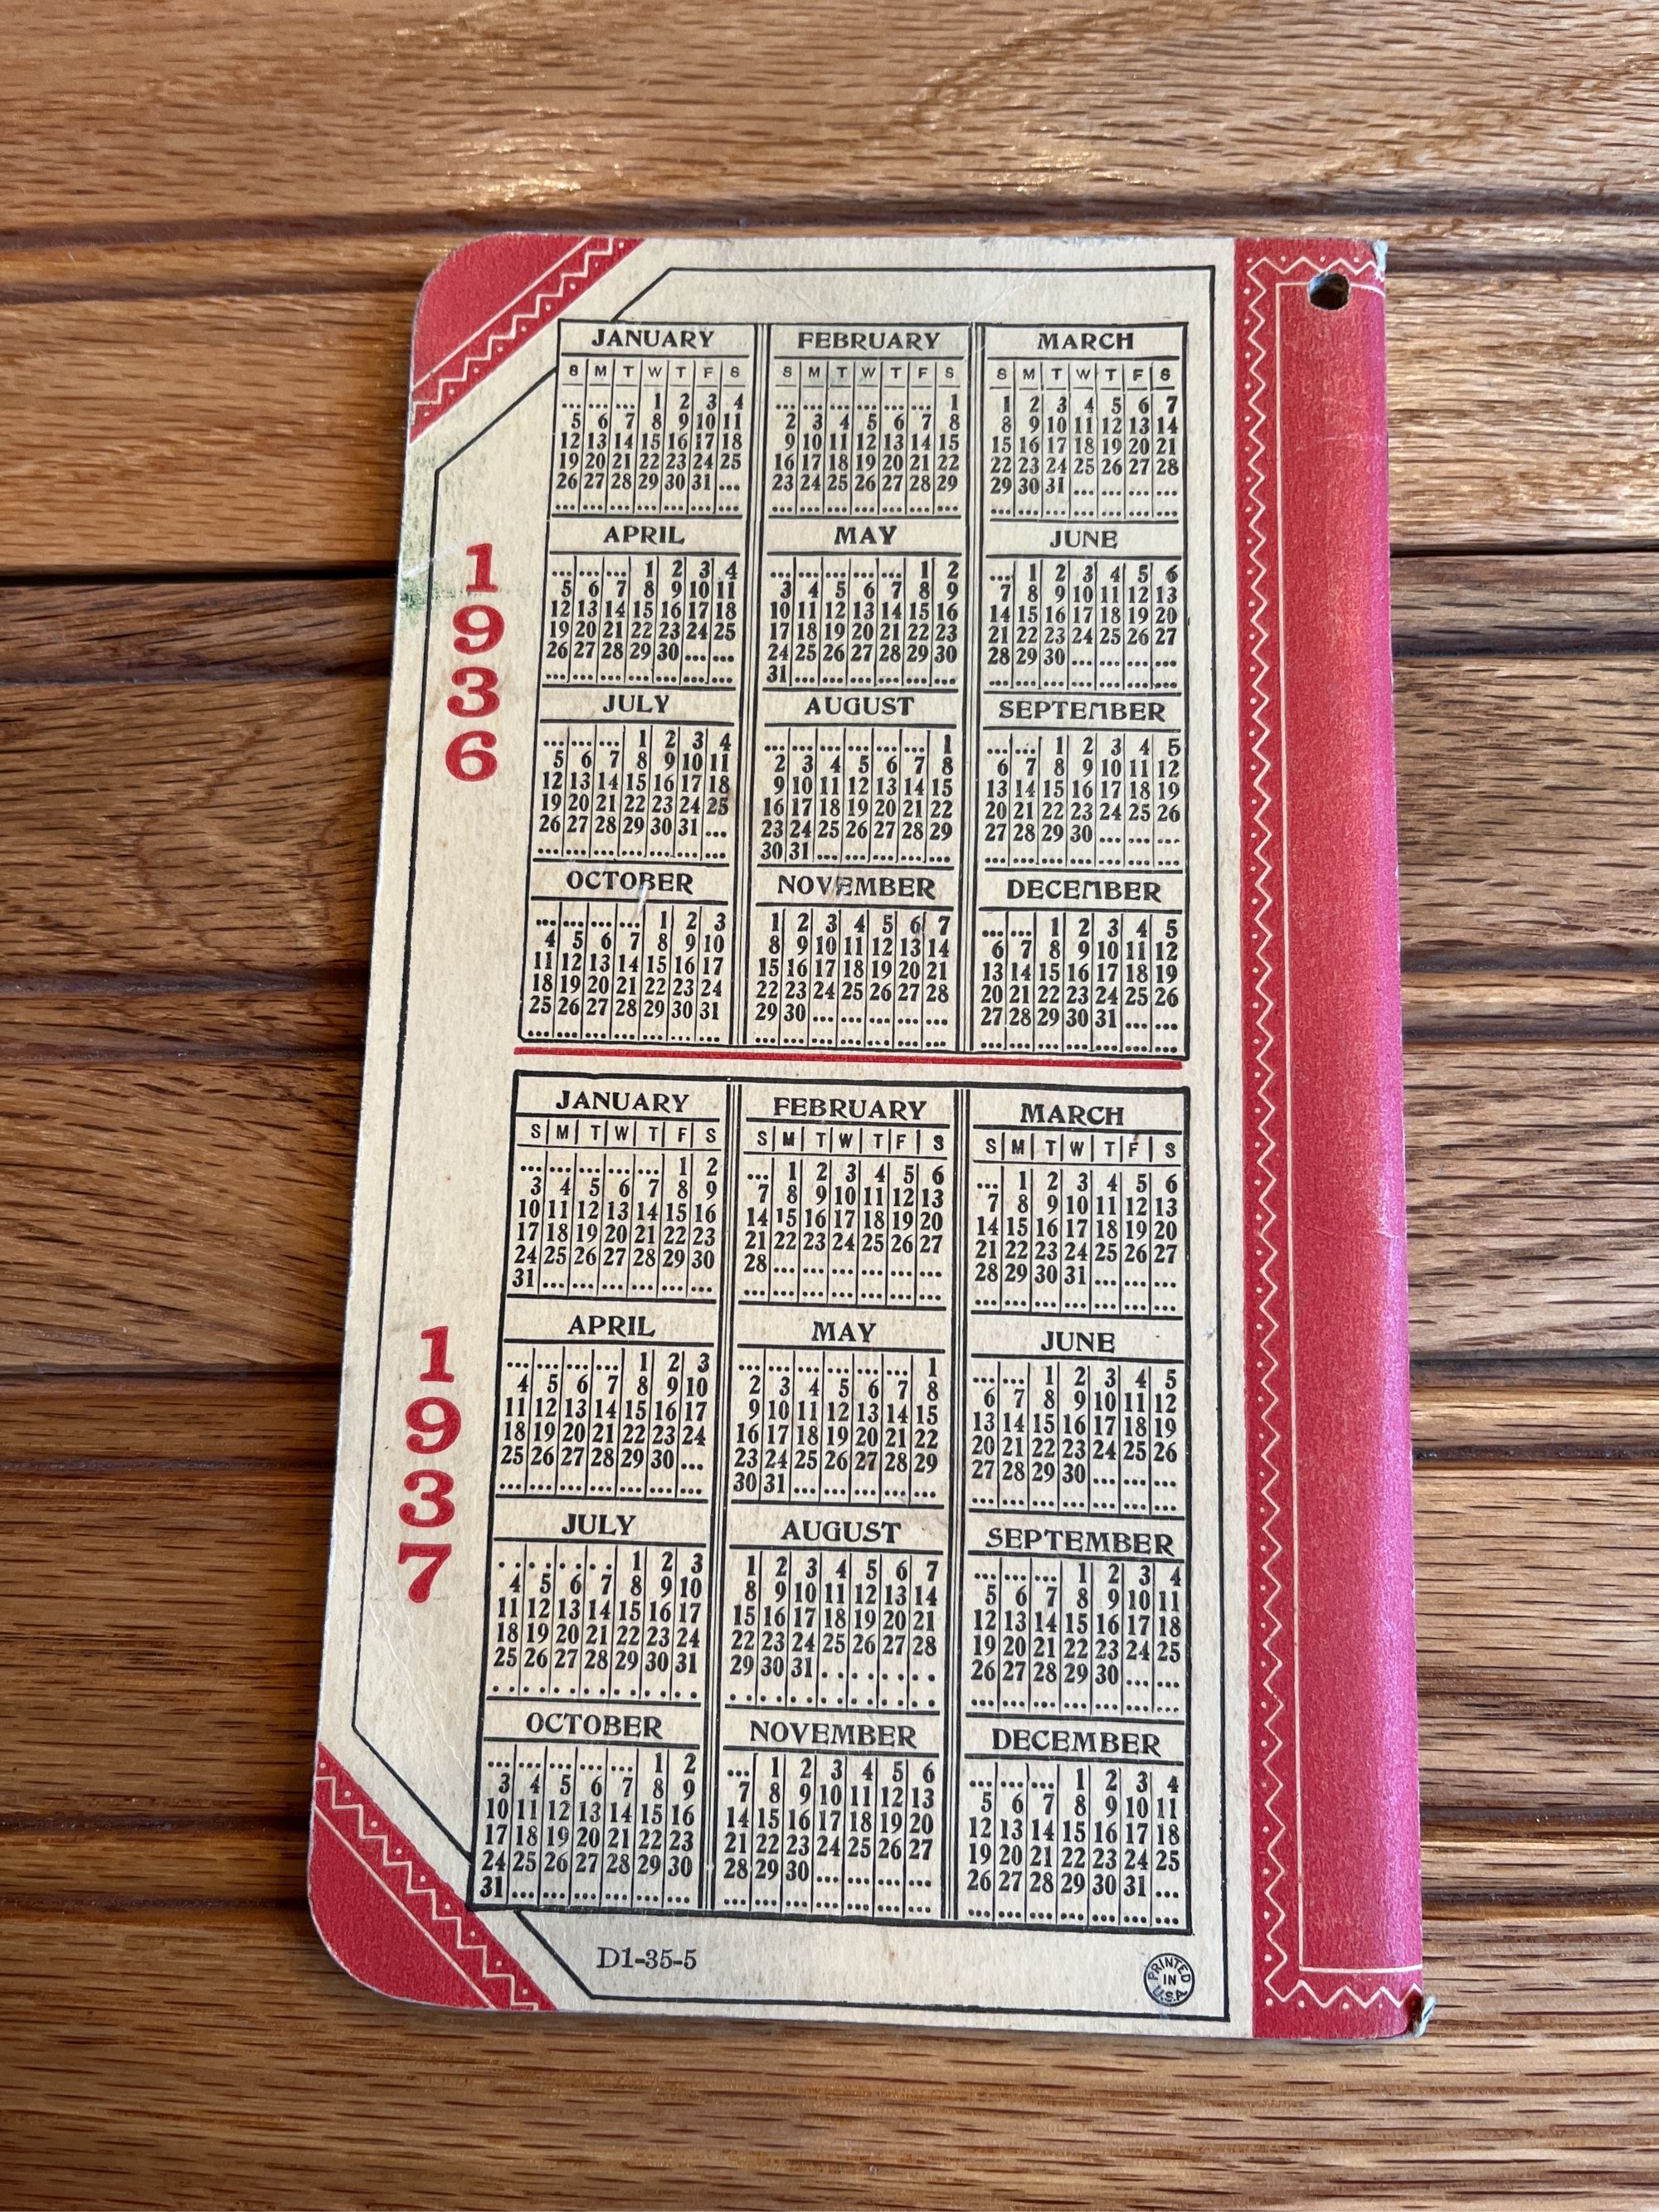 1936
JANUARY
S M T W T F S
1 2 3 4
5 6 7 8 9 10 11
12 13 14 15 16 17 18
19 20 21 22 23 24 25
26 27 28 29 30 31
FEBRUARY
S M T W T F S
1
2 3 4 5 6 7 8
9 10 11 12 13 14 15
16 17 18 19 20 21 22
23 24 25 26 27 28 29
MARCH
S M T W T F S
1 2 3 4 5 6 7
8 9 10 11 12 13 14
15 16 17 18 19 20 21
22 23 24 25 26 27 28
29 30 31
APRIL
1 2 3 4
5 6 7 8 9 10 11
12 13 14 15 16 17 18
19 20 21 22 23 24 25
26 27 28 29 30
MAY
1 2
3 4 5 6 7 8 9
10 11 12 13 14 15 16
17 18 19 20 21 22 23
24 25 26 27 28 29 30
31
JUNE
1 2 3 4 5 6
7 8 9 10 11 12 13
14 15 16 17 18 19 20
21 22 23 24 25 26 27
28 29 30
JULY
1 2 3 4
5 6 7 8 9 10 11
12 13 14 15 16 17 18
19 20 21 22 23 24 25
26 27 28 29 30 31
AUGUST
1
2 3 4 5 6 7 8
9 10 11 12 13 14 15
16 17 18 19 20 21 22
23 24 25 26 27 28 29
30 31
SEPTEMBER
1 2 3 4 5
6 7 8 9 10 11 12
13 14 15 16 17 18 19
20 21 22 23 24 25 26
27 28 29 30
OCTOBER
1 2 3
4 5 6 7 8 9 10
11 12 13 14 15 16 17
18 19 20 21 22 23 24
25 26 27 28 29 30 31
NOVEMBER
1 2 3 4 5 6 7
8 9 10 11 12 13 14
15 16 17 18 19 20 21
22 23 24 25 26 27 28
29 30
DECEMBER
1 2 3 4 5
6 7 8 9 10 11 12
13 14 15 16 17 18 19
20 21 22 23 24 25 26
27 28 29 30 31
1937
JANUARY
S M T W T F S
1 2
3 4 5 6 7 8 9
10 11 12 13 14 15 16
17 18 19 20 21 22 23
24 25 26 27 28 29 30
31
FEBRUARY
S M T W T F S
1 2 3 4 5 6
7 8 9 10 11 12 13
14 15 16 17 18 19 20
21 22 23 24 25 26 27
28
MARCH
S M T W T F S
1 2 3 4 5 6
7 8 9 10 11 12 13
14 15 16 17 18 19 20
21 22 23 24 25 26 27
28 29 30 31
APRIL
1 2 3
4 5 6 7 8 9 10
11 12 13 14 15 16 17
18 19 20 21 22 23 24
25 26 27 28 29 30
MAY
1
2 3 4 5 6 7 8
9 10 11 12 13 14 15
16 17 18 19 20 21 22
23 24 25 26 27 28 29
30 31
JUNE
1 2 3 4 5
6 7 8 9 10 11 12
13 14 15 16 17 18 19
20 21 22 23 24 25 26
27 28 29 30
JULY
1 2 3
4 5 6 7 8 9 10
11 12 13 14 15 16 17
18 19 20 21 22 23 24
25 26 27 28 29 30 31
AUGUST
1 2 3 4 5 6 7
8 9 10 11 12 13 14
15 16 17 18 19 20 21
22 23 24 25 26 27 28
29 30 31
SEPTEMBER
1 2 3 4
5 6 7 8 9 10 11
12 13 14 15 16 17 18
19 20 21 22 23 24 25
26 27 28 29 30
OCTOBER
1 2
3 4 5 6 7 8 9
10 11 12 13 14 15 16
17 18 19 20 21 22 23
24 25 26 27 28 29 30
31
NOVEMBER
1 2 3 4 5 6
7 8 9 10 11 12 13
14 15 16 17 18 19 20
21 22 23 24 25 26 27
28 29 30
DECEMBER
1 2 3 4
5 6 7 8 9 10 11
12 13 14 15 16 17 18
19 20 21 22 23 24 25
26 27 28 29 30 31
D1-35-5
PRINTED
IN
U.S.A.